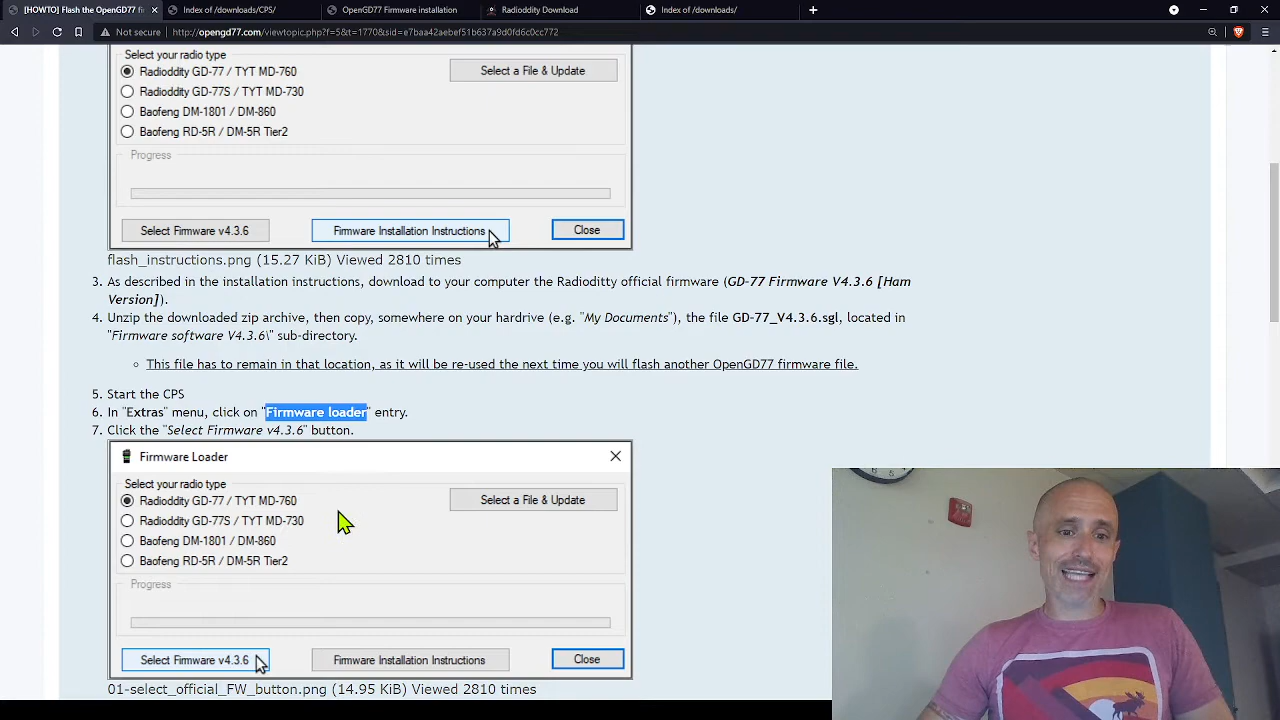 [HOWTO] Flash the OpenGD77 fi
Index of /downloads/CPS/
OpenGD77 Firmware installation
Radioddity Download
Index of /downloads/
Not secure
http://opengd77.com/viewtopic.php?f=5&t=1770&sid=e7baa42aebef51b637a9d0fd6c0cc772
Select your radio type
Radioddity GD-77 / TYT MD-760
Select a File & Update
Radioddity GD-77S / TYT MD-730
Baofeng DM-1801 / DM-860
Baofeng RD-5R / DM-5R Tier2
Progress
Select Firmware v4.3.6
Firmware Installation Instructions
Close
flash_instructions.png (15.27 KiB) Viewed 2810 times
3. As described in the installation instructions, download to your computer the Radioditty official firmware (GD-77 Firmware V4.3.6 [Ham
Version]).
4. Unzip the downloaded zip archive, then copy, somewhere on your hardrive (e.g. "My Documents"), the file GD-77_V4.3.6.sgl, located in
"Firmware software V4.3.6\" sub-directory.
This file has to remain in that location, as it will be re-used the next time you will flash another OpenGD77 firmware file.
5. Start the CPS
6. In "Extras" menu, click on "Firmware loader" entry.
7. Click the "Select Firmware v4.3.6" button.
Firmware Loader
Select your radio type
Radioddity GD-77 / TYT MD-760
Select a File & Update
Radioddity GD-77S / TYT MD-730
Baofeng DM-1801 / DM-860
Baofeng RD-5R / DM-5R Tier2
Progress
Select Firmware v4.3.6
Firmware Installation Instructions
Close
01-select_official_FW_button.png (14.95 KiB) Viewed 2810 times